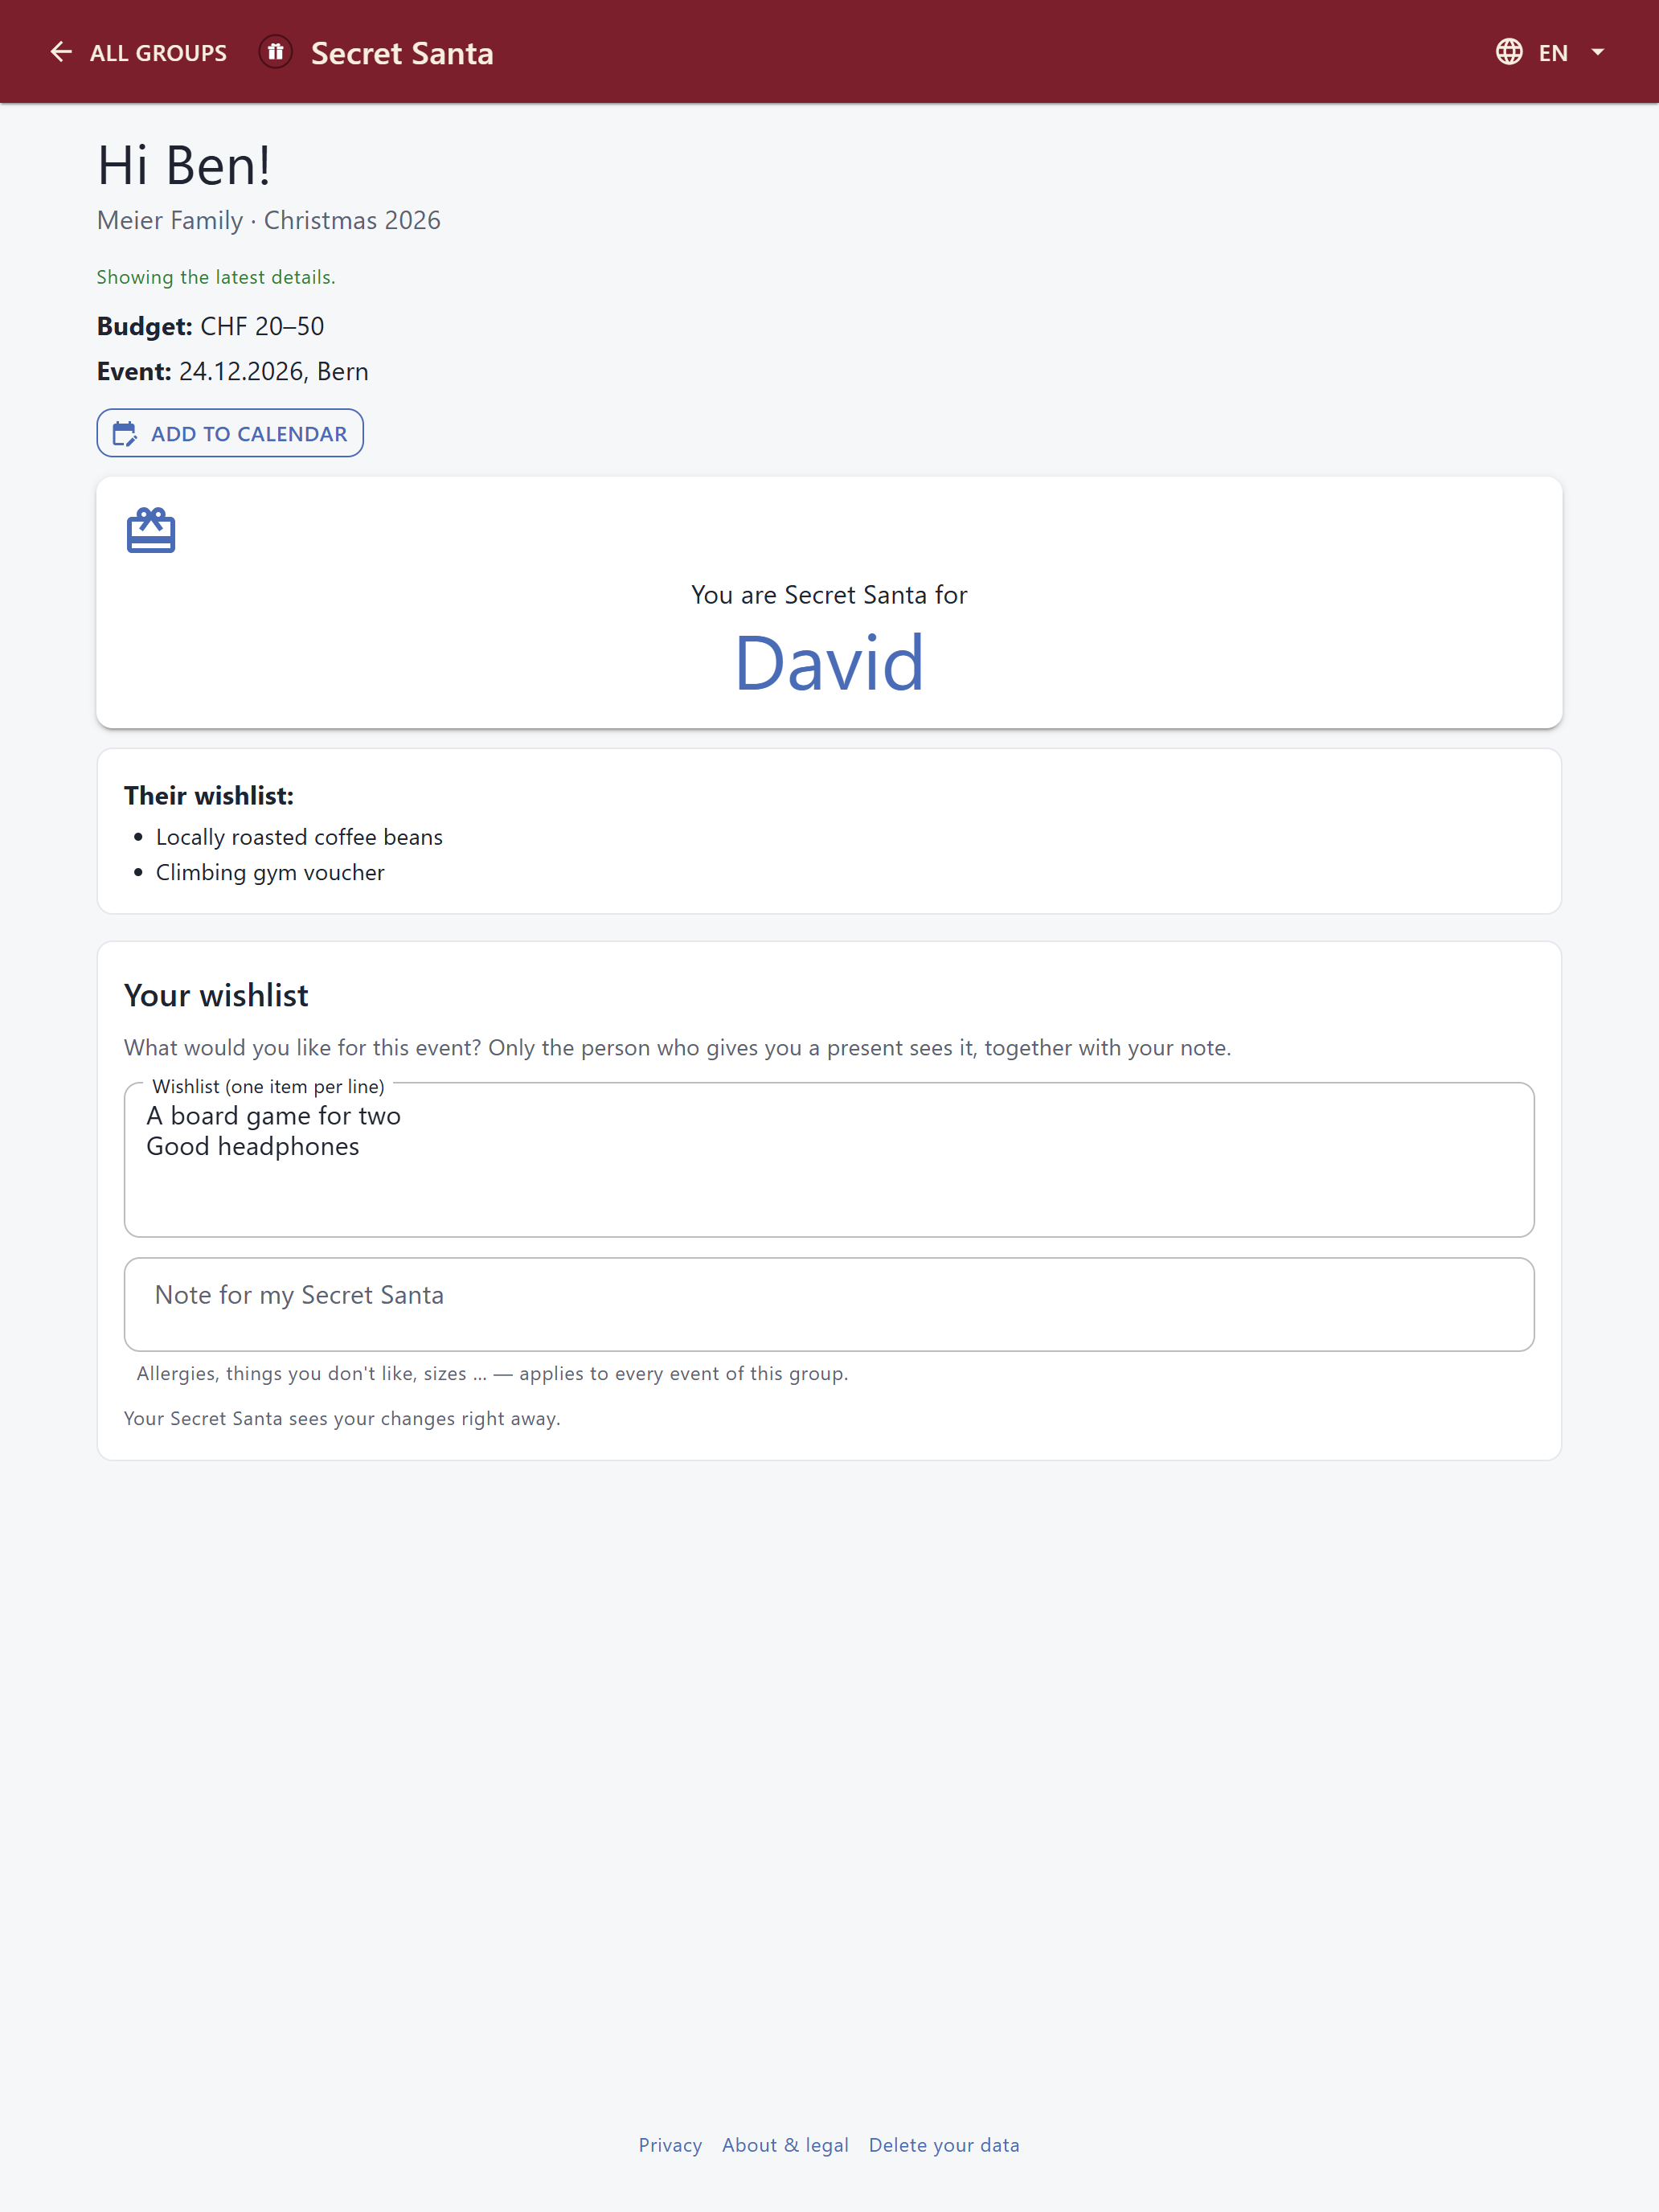 ALL GROUPS
Secret Santa
EN
Hi Ben!
Meier Family · Christmas 2026
Showing the latest details.
Budget: CHF 20–50
Event: 24.12.2026, Bern
ADD TO CALENDAR
You are Secret Santa for
David
Their wishlist:
Locally roasted coffee beans
Climbing gym voucher
Your wishlist
What would you like for this event? Only the person who gives you a present sees it, together with your note.
Wishlist (one item per line)
A board game for two
Good headphones
Note for my Secret Santa
Allergies, things you don't like, sizes ... — applies to every event of this group.
Your Secret Santa sees your changes right away.
Privacy About & legal Delete your data